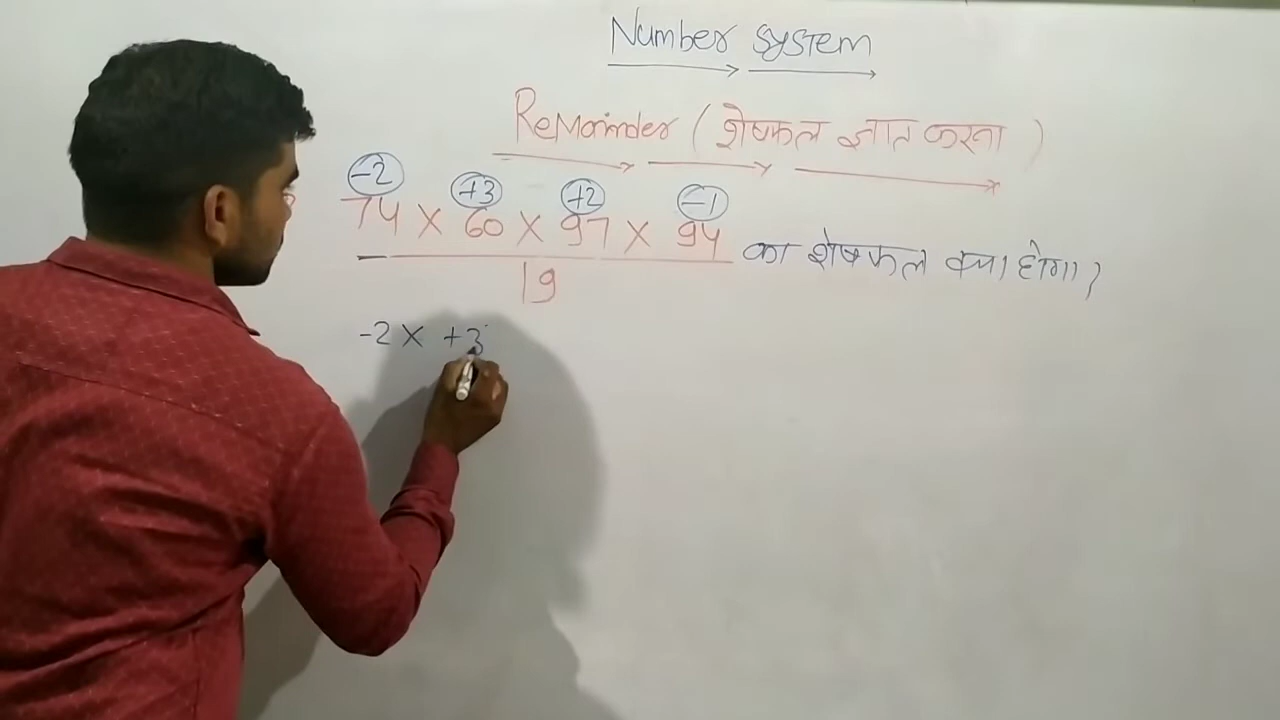 Number system
Remainder ( शेषफल ज्ञात करना )
-2 +3 +2 -1
74 X 60 X 97 X 94
का शेषफल क्या होगा ?
19
-2 X +3